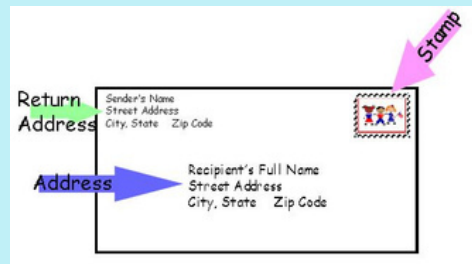 Stamp
Return
Address
Sender's Name
Street Address
City, State Zip Code
Address
Recipient's Full Name
Street Address
City, State Zip Code